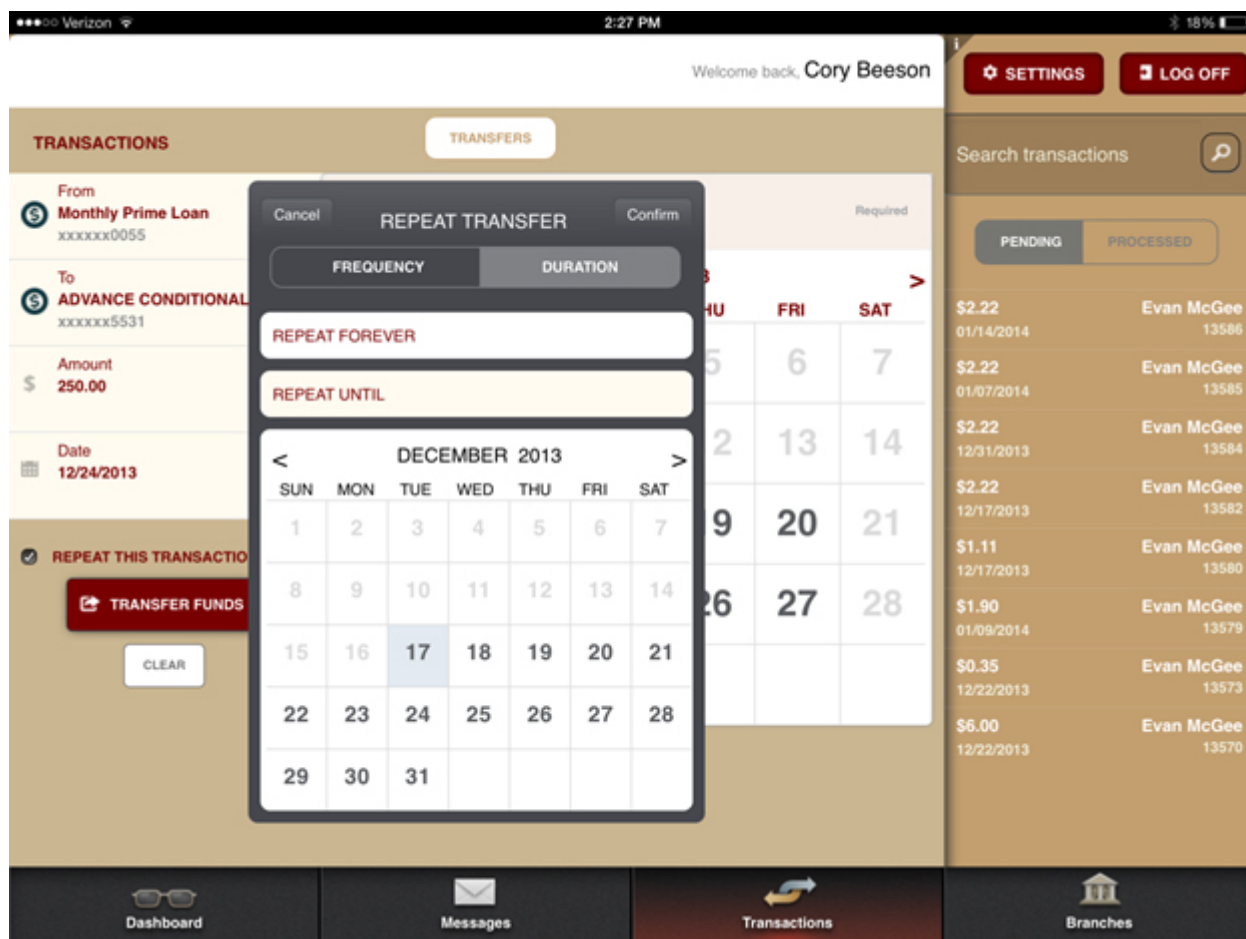 Verizon 2:27 PM 18%
Welcome back, Cory Beeson
SETTINGS LOG OFF
TRANSACTIONS
TRANSFERS
From
Monthly Prime Loan
xxxxxx0055
To
ADVANCE CONDITIONAL
xxxxxx5531
Amount
$ 250.00
Date
12/24/2013
REPEAT THIS TRANSACTIO
TRANSFER FUNDS
CLEAR
Cancel REPEAT TRANSFER Confirm
FREQUENCY DURATION
REPEAT FOREVER
REPEAT UNTIL
< DECEMBER 2013 >
SUN MON TUE WED THU FRI SAT
1 2 3 4 5 6 7
8 9 10 11 12 13 14
15 16 17 18 19 20 21
22 23 24 25 26 27 28
29 30 31
Required
>
HU FRI SAT
5 6 7
2 13 14
9 20 21
26 27 28
i
Search transactions
PENDING PROCESSED
$2.22 Evan McGee
01/14/2014 13586
$2.22 Evan McGee
01/07/2014 13585
$2.22 Evan McGee
12/31/2013 13584
$2.22 Evan McGee
12/17/2013 13582
$1.11 Evan McGee
12/17/2013 13580
$1.90 Evan McGee
01/09/2014 13579
$0.35 Evan McGee
12/22/2013 13573
$6.00 Evan McGee
12/22/2013 13570
Dashboard Messages Transactions Branches